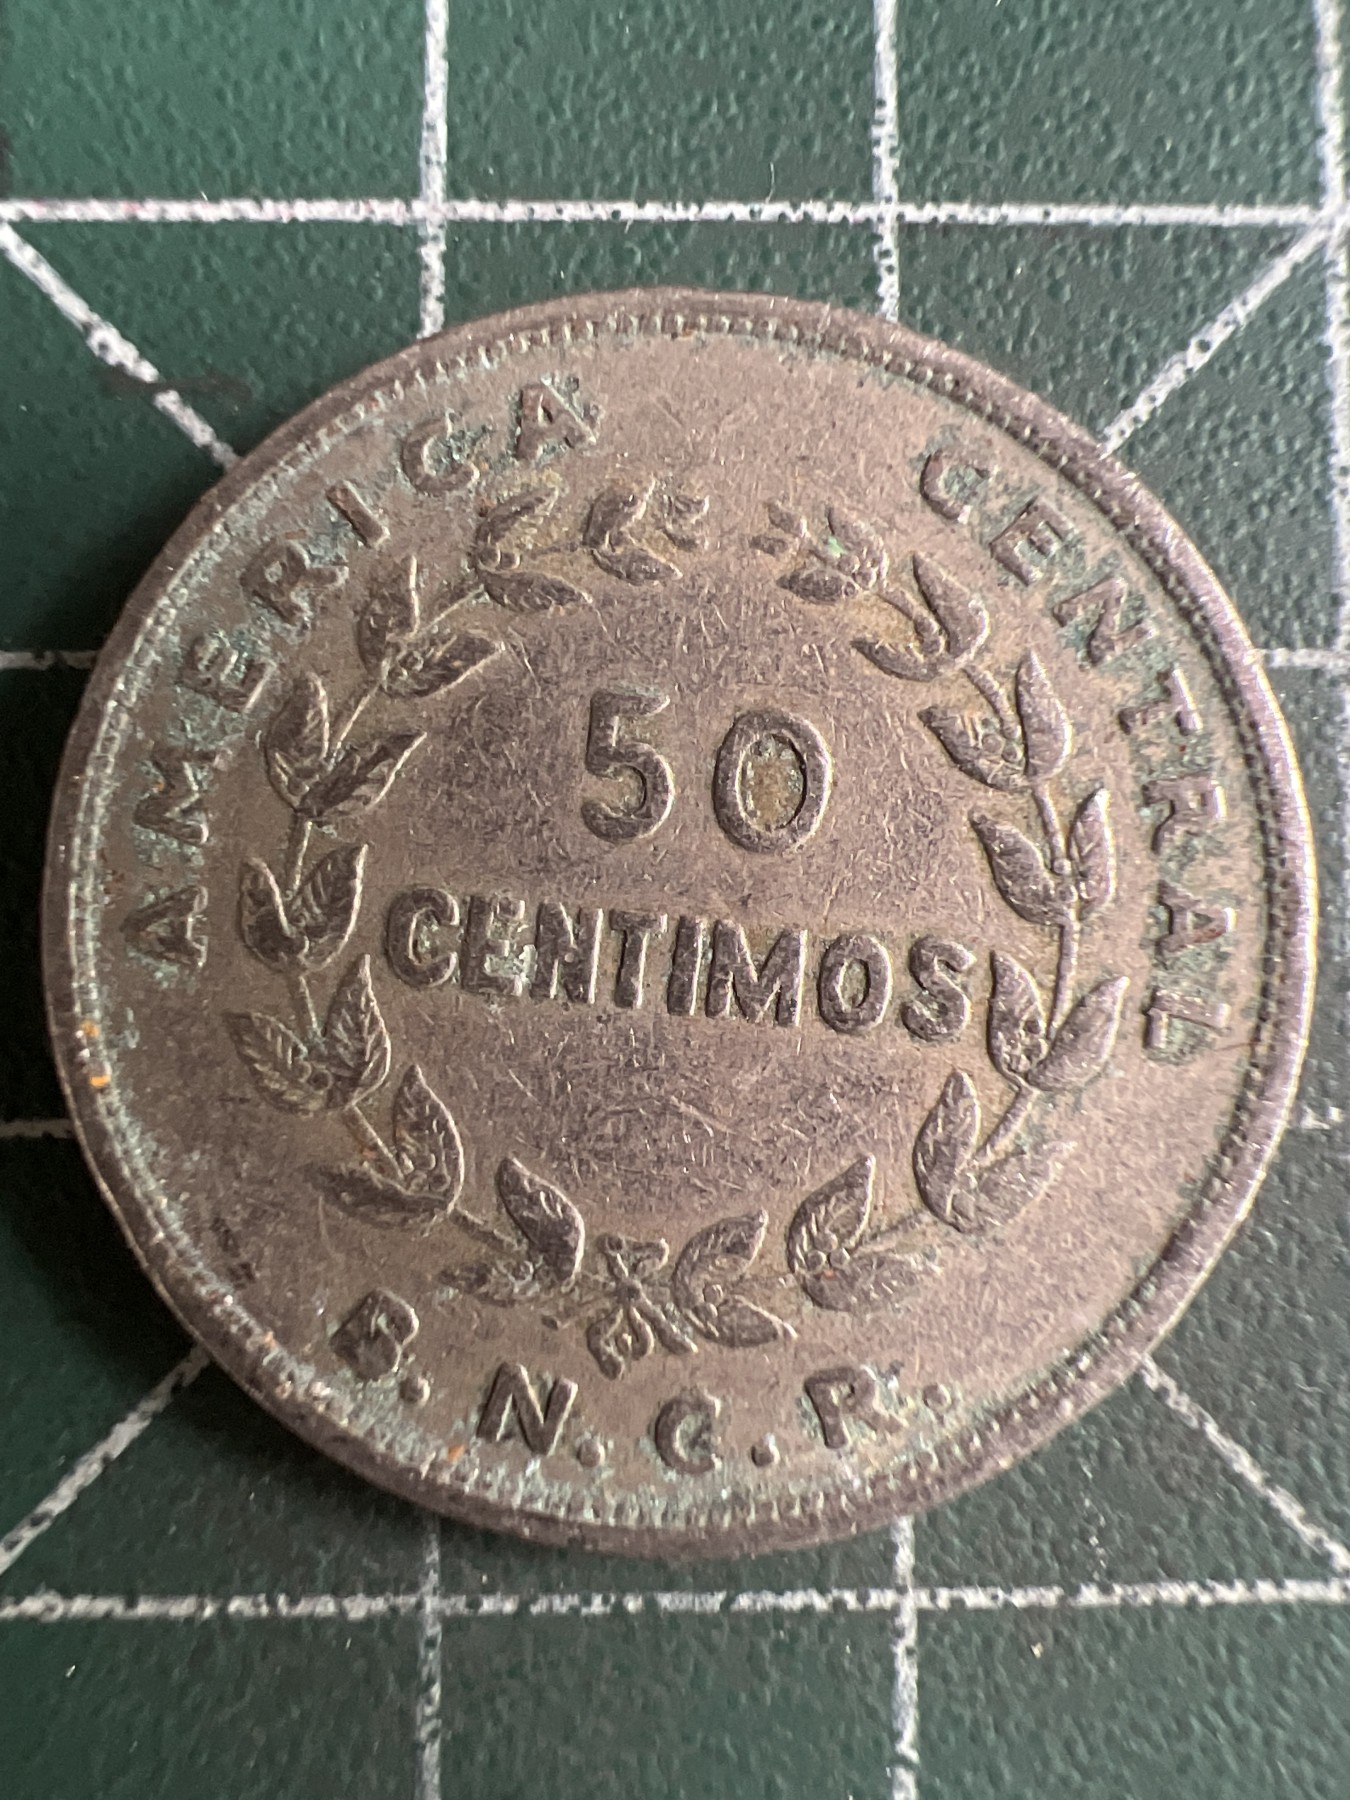 AMERICA CENTRAL
50
CENTIMOS
B.N.C.R.